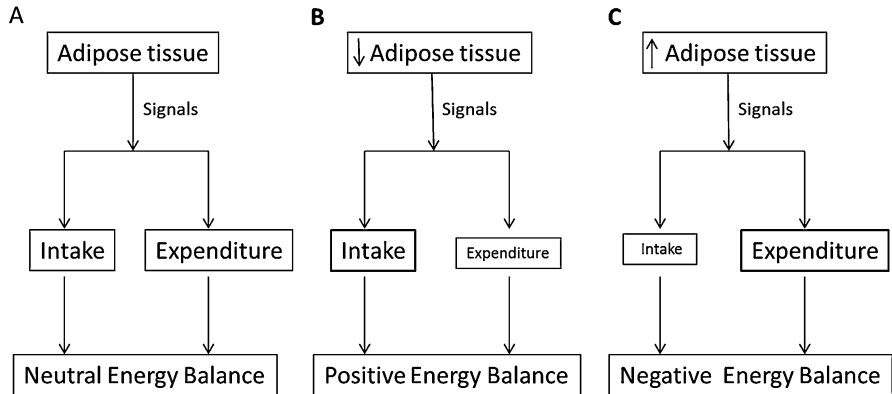 A
Adipose tissue
Signals
Intake
Expenditure
Neutral Energy Balance
B
↓ Adipose tissue
Signals
Intake
Expenditure
Positive Energy Balance
C
↑ Adipose tissue
Signals
Intake
Expenditure
Negative Energy Balance